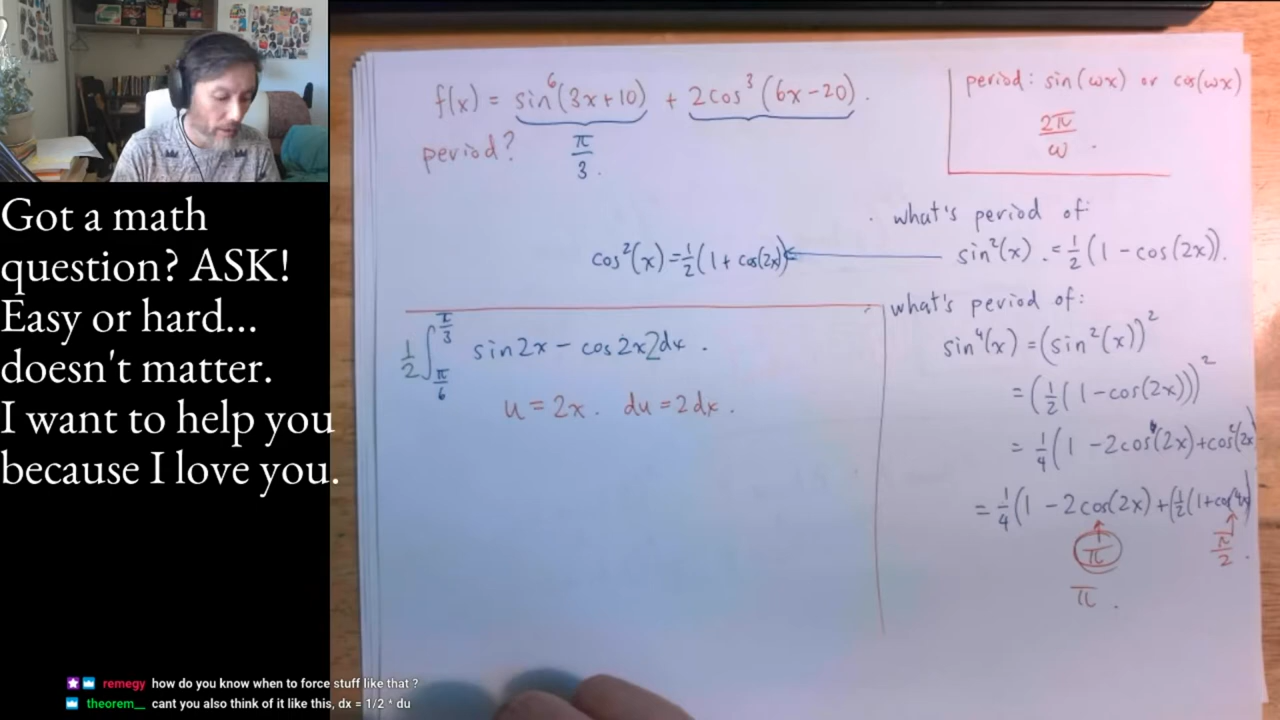 Got a math
question? ASK!
Easy or hard...
doesn't matter.
I want to help you
because I love you.
f(x) = sin⁶(3x+10) + 2cos³(6x-20).
period?
π/3.
period: sin(ωx) or cos(ωx)
2π/ω.
what's period of:
sin²(x). = ½(1 - cos(2x)).
cos²(x) = ½(1 + cos(2x))
what's period of:
sin⁴(x) = (sin²(x))²
= (½(1-cos(2x)))²
= ¼(1 - 2cos(2x) + cos²(2x)
= ¼(1 - 2cos(2x) + (½(1+cos(4x)
π
π/2.
π.
½∫_{π/6}^{π/3} sin2x - cos2x 2dx.
u = 2x. du = 2dx.
remegy how do you know when to force stuff like that ?
theorem__ cant you also think of it like this, dx = 1/2 * du